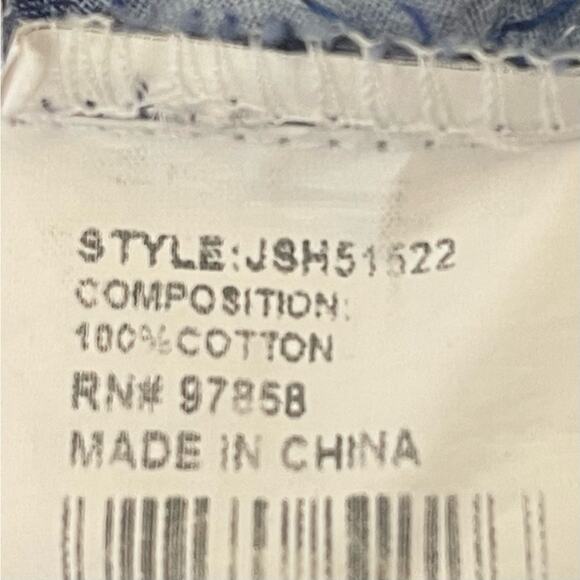 STYLE:JSH51522
COMPOSITION:
100%COTTON
RN# 97858
MADE IN CHINA